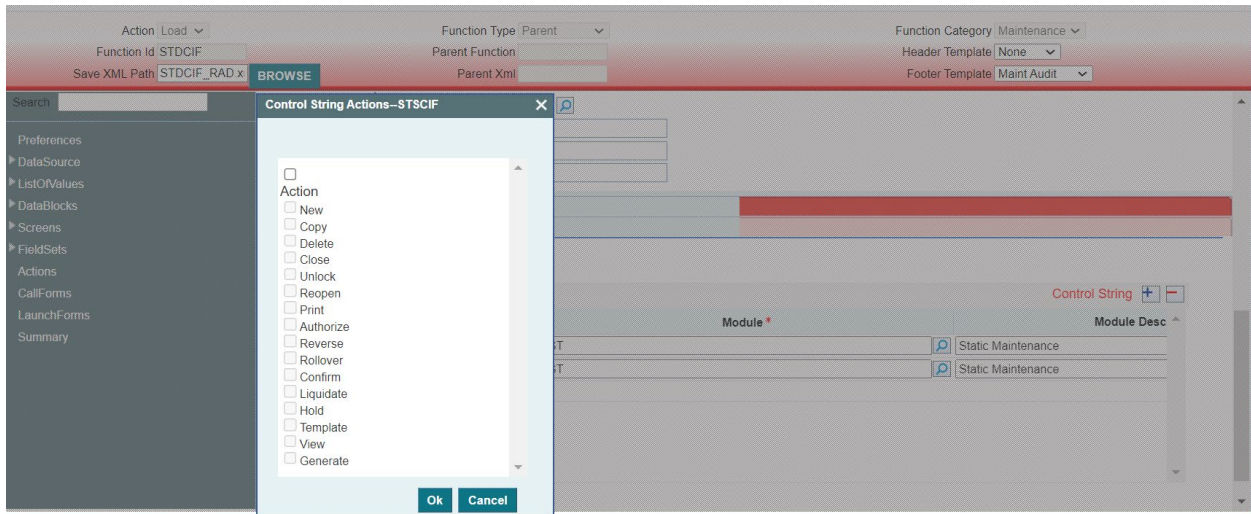 Action Load Function Type Parent Function Category Maintenance
Function Id STDCIF Parent Function Header Template None
Save XML Path STDCIF_RAD.x BROWSE Parent Xml Footer Template Maint Audit
Search
Control String Actions--STSCIF
Preferences
DataSource
ListOfValues
DataBlocks
Screens
FieldSets
Actions
CallForms
LaunchForms
Summary
Action
New
Copy
Delete
Close
Unlock
Reopen
Print
Authorize
Reverse
Rollover
Confirm
Liquidate
Hold
Template
View
Generate
Ok Cancel
Control String
Module * Module Desc
ST Static Maintenance
ST Static Maintenance